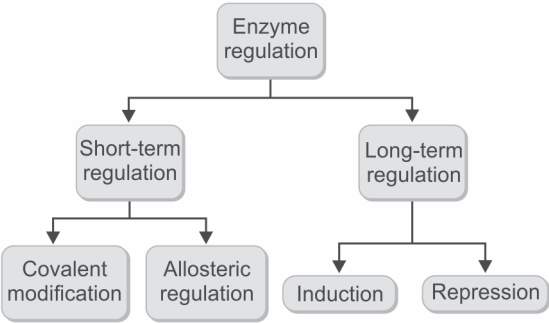 Enzyme
regulation
Short-term
regulation
Long-term
regulation
Covalent
modification
Allosteric
regulation
Induction
Repression